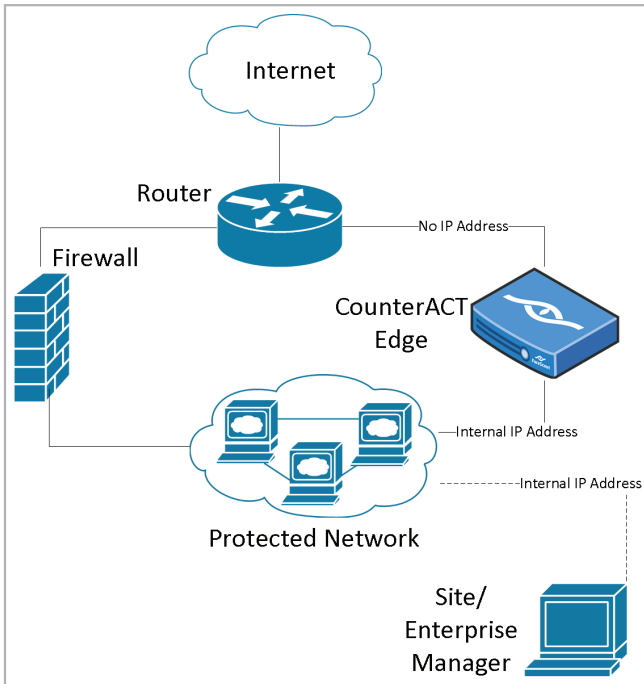 Internet
Router
No IP Address
Firewall
CounterACT
Edge
Internal IP Address
Internal IP Address
Protected Network
Site/
Enterprise
Manager